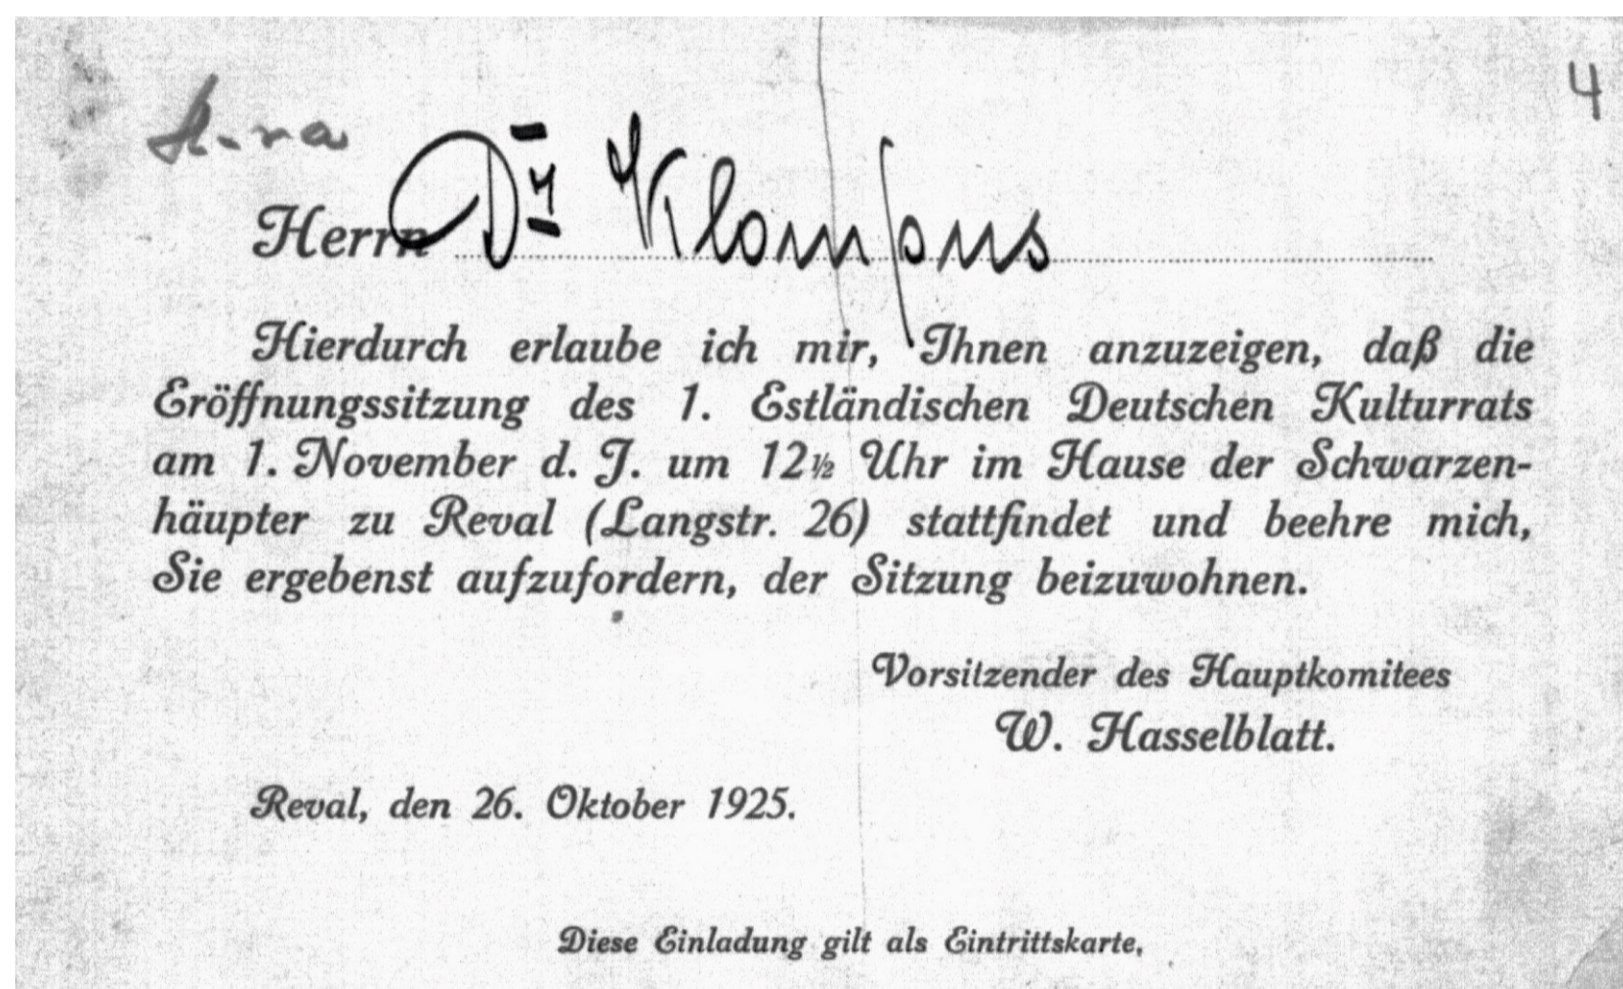 4
Herrn Dr Klompus
Hierdurch erlaube ich mir, Ihnen anzuzeigen, daß die
Eröffnungssitzung des 1. Estländischen Deutschen Kulturrats
am 1. November d. J. um 12½ Uhr im Hause der Schwarzen-
häupter zu Reval (Langstr. 26) stattfindet und beehre mich,
Sie ergebenst aufzufordern, der Sitzung beizuwohnen.
Vorsitzender des Hauptkomitees
W. Hasselblatt.
Reval, den 26. Oktober 1925.
Diese Einladung gilt als Eintrittskarte.